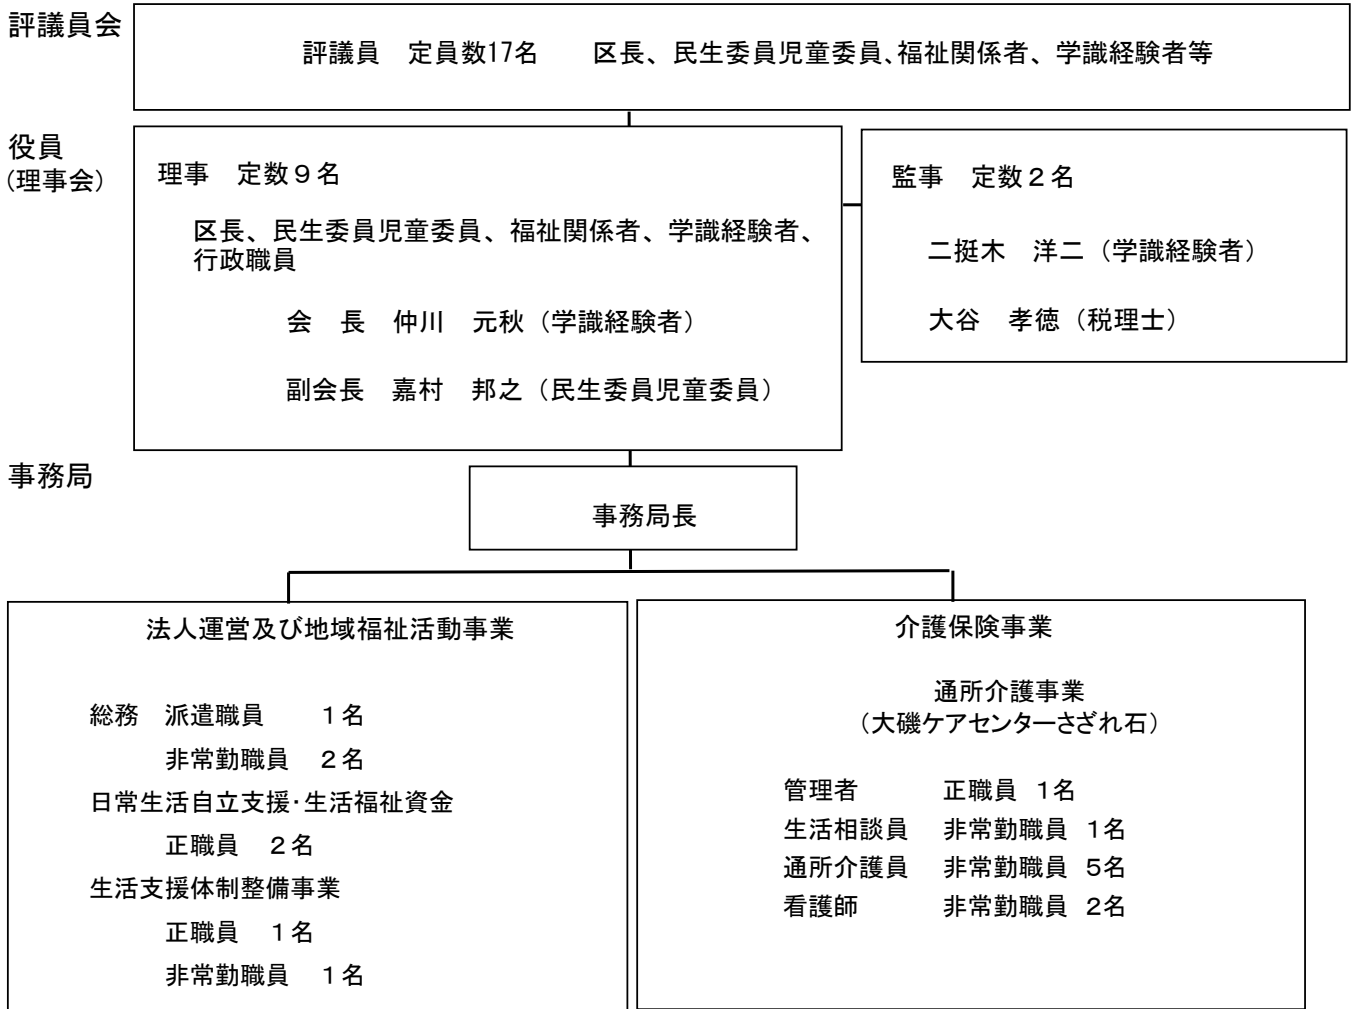 評議員会
評議員　定員数17名　　区長、民生委員児童委員、福祉関係者、学識経験者等
役員
(理事会)
理事　定数９名
区長、民生委員児童委員、福祉関係者、学識経験者、
行政職員
会　長　仲川　元秋（学識経験者）
副会長　嘉村　邦之（民生委員児童委員）
監事　定数２名
二挺木　洋二（学識経験者）
大谷　孝徳（税理士）
事務局
事務局長
法人運営及び地域福祉活動事業
総務　派遣職員　　１名
非常勤職員　２名
日常生活自立支援・生活福祉資金
正職員　２名
生活支援体制整備事業
正職員　１名
非常勤職員　１名
介護保険事業
通所介護事業
（大磯ケアセンターさざれ石）
管理者　　　正職員　1名
生活相談員　非常勤職員　1名
通所介護員　非常勤職員　5名
看護師　　　非常勤職員　2名